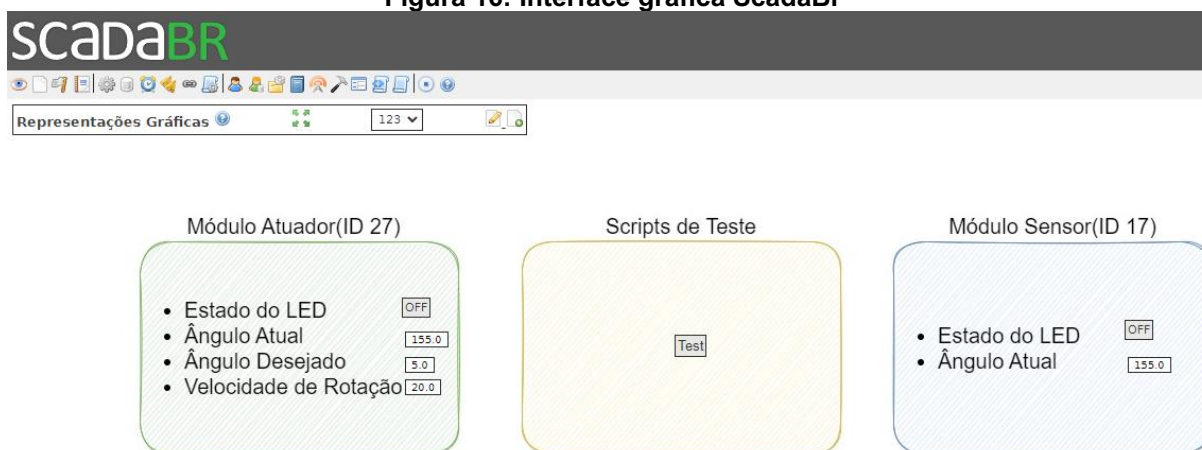 Figura 16: Interface gráfica ScadaBr
scadaBR
Representações Gráficas 123
Módulo Atuador(ID 27)
• Estado do LED OFF
• Ângulo Atual 155.0
• Ângulo Desejado 5.0
• Velocidade de Rotação 20.0
Scripts de Teste
Test
Módulo Sensor(ID 17)
• Estado do LED OFF
• Ângulo Atual 155.0